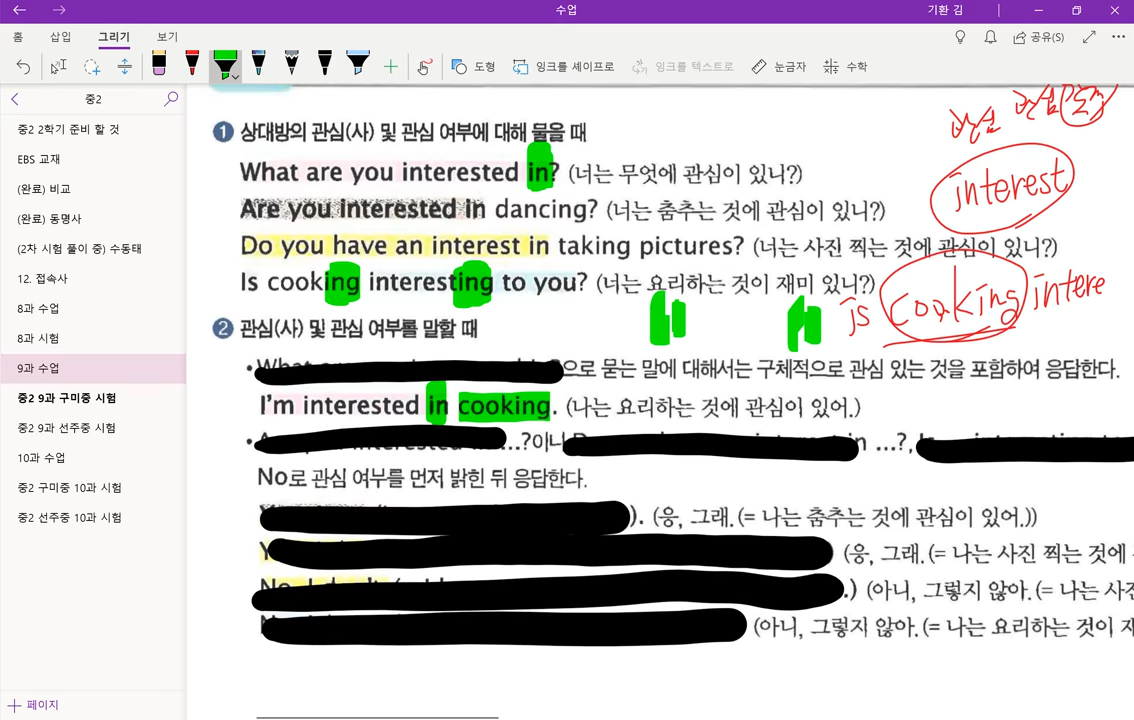 수업
기환 김
홈 삽입 그리기 보기
공유(S)
도형 잉크를 셰이프로 잉크를 텍스트로 눈금자 수학
중2
중2 2학기 준비 할 것
EBS 교재
(완료) 비교
(완료) 동명사
(2차 시험 풀이 중) 수동태
12. 접속사
8과 수업
8과 시험
9과 수업
중2 9과 구미중 시험
중2 9과 선주중 시험
10과 수업
중2 구미중 10과 시험
중2 선주중 10과 시험
페이지
관심
interest
1 상대방의 관심(사) 및 관심 여부에 대해 물을 때
What are you interested in? (너는 무엇에 관심이 있니?)
Are you interested in dancing? (너는 춤추는 것에 관심이 있니?)
Do you have an interest in taking pictures? (너는 사진 찍는 것에 관심이 있니?)
Is cooking interesting to you? (너는 요리하는 것이 재미 있니?)
is cooking intere
2 관심(사) 및 관심 여부를 말할 때
으로 묻는 말에 대해서는 구체적으로 관심 있는 것을 포함하여 응답한다.
I'm interested in cooking. (나는 요리하는 것에 관심이 있어.)
...?아니 in ...?,
No로 관심 여부를 먼저 밝힌 뒤 응답한다.
). (응, 그래.(= 나는 춤추는 것에 관심이 있어.))
(응, 그래.(= 나는 사진 찍는 것에
.) (아니, 그렇지 않아.(= 나는 사진
(아니, 그렇지 않아.(= 나는 요리하는 것이 재